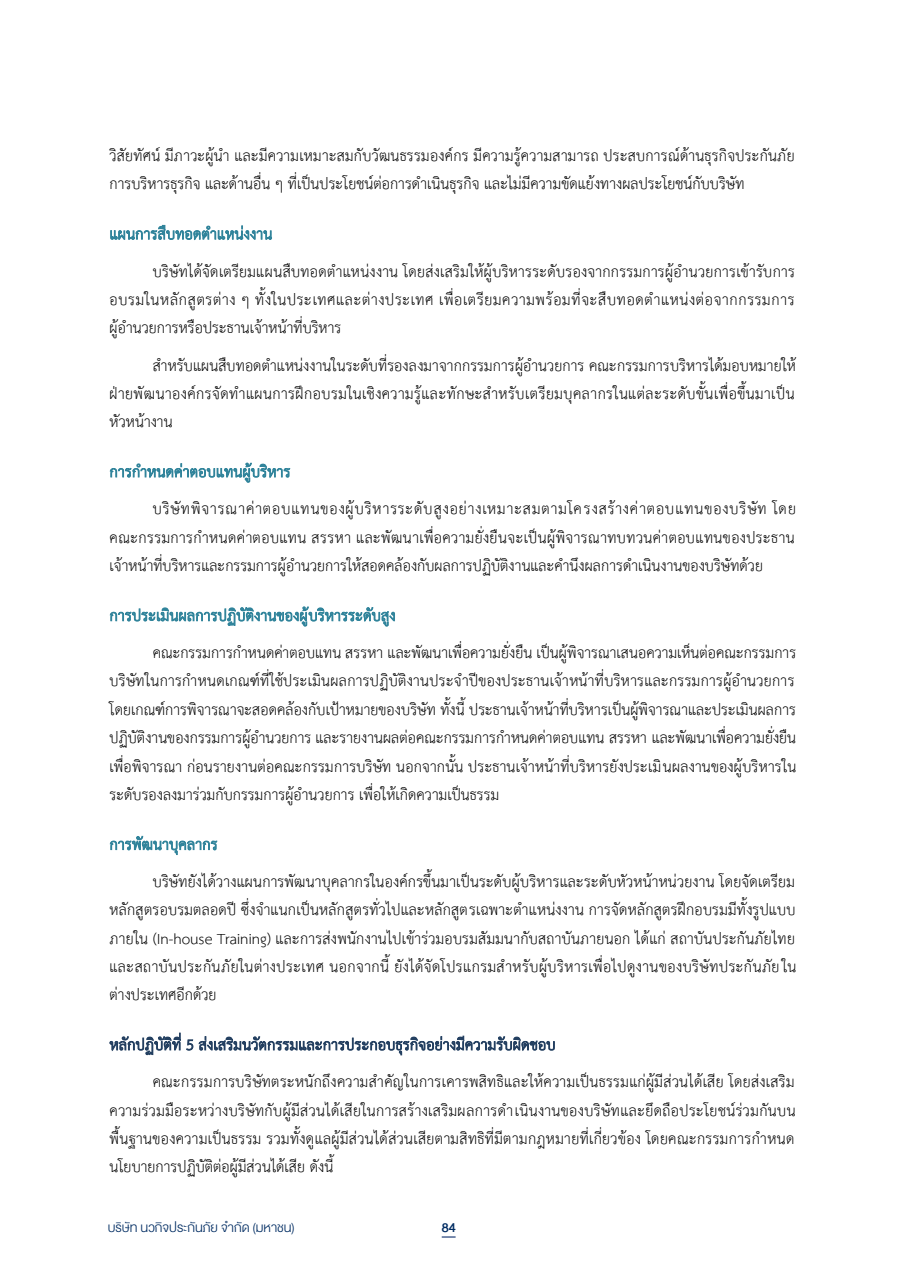 วิสัยทัศน์ มีภาวะผู้นำ และมีความเหมาะสมกับวัฒนธรรมองค์กร มีความรู้ความสามารถ ประสบการณ์ด้านธุรกิจประกันภัย
การบริหารธุรกิจ และด้านอื่น ๆ ที่เป็นประโยชน์ต่อการดำเนินธุรกิจ และไม่มีความขัดแย้งทางผลประโยชน์กับบริษัท
แผนการสืบทอดตำแหน่งงาน
บริษัทได้จัดเตรียมแผนสืบทอดตำแหน่งงาน โดยส่งเสริมให้ผู้บริหารระดับรองจากกรรมการผู้อำนวยการเข้ารับการ
อบรมในหลักสูตรต่าง ๆ ทั้งในประเทศและต่างประเทศ เพื่อเตรียมความพร้อมที่จะสืบทอดตำแหน่งต่อจากกรรมการ
ผู้อำนวยการหรือประธานเจ้าหน้าที่บริหาร
สำหรับแผนสืบทอดตำแหน่งงานในระดับที่รองลงมาจากกรรมการผู้อำนวยการ คณะกรรมการบริหารได้มอบหมายให้
ฝ่ายพัฒนาองค์กรจัดทำแผนการฝึกอบรมในเชิงความรู้และทักษะสำหรับเตรียมบุคลากรในแต่ละระดับขั้นเพื่อขึ้นมาเป็น
หัวหน้างาน
การกำหนดค่าตอบแทนผู้บริหาร
บริษัทพิจารณาค่าตอบแทนของผู้บริหารระดับสูงอย่างเหมาะสมตามโครงสร้างค่าตอบแทนของบริษัท โดย
คณะกรรมการกำหนดค่าตอบแทน สรรหา และพัฒนาเพื่อความยั่งยืนจะเป็นผู้พิจารณาทบทวนค่าตอบแทนของประธาน
เจ้าหน้าที่บริหารและกรรมการผู้อำนวยการให้สอดคล้องกับผลการปฏิบัติงานและคำนึงผลการดำเนินงานของบริษัทด้วย
การประเมินผลการปฏิบัติงานของผู้บริหารระดับสูง
คณะกรรมการกำหนดค่าตอบแทน สรรหา และพัฒนาเพื่อความยั่งยืน เป็นผู้พิจารณาเสนอความเห็นต่อคณะกรรมการ
บริษัทในการกำหนดเกณฑ์ที่ใช้ประเมินผลการปฏิบัติงานประจำปีของประธานเจ้าหน้าที่บริหารและกรรมการผู้อำนวยการ
โดยเกณฑ์การพิจารณาจะสอดคล้องกับเป้าหมายของบริษัท ทั้งนี้ ประธานเจ้าหน้าที่บริหารเป็นผู้พิจารณาและประเมินผลการ
ปฏิบัติงานของกรรมการผู้อำนวยการ และรายงานผลต่อคณะกรรมการกำหนดค่าตอบแทน สรรหา และพัฒนาเพื่อความยั่งยืน
เพื่อพิจารณา ก่อนรายงานต่อคณะกรรมการบริษัท นอกจากนั้น ประธานเจ้าหน้าที่บริหารยังประเมินผลงานของผู้บริหารใน
ระดับรองลงมาร่วมกับกรรมการผู้อำนวยการ เพื่อให้เกิดความเป็นธรรม
การพัฒนาบุคลากร
บริษัทยังได้วางแผนการพัฒนาบุคลากรในองค์กรขึ้นมาเป็นระดับผู้บริหารและระดับหัวหน้าหน่วยงาน โดยจัดเตรียม
หลักสูตรอบรมตลอดปี ซึ่งจำแนกเป็นหลักสูตรทั่วไปและหลักสูตรเฉพาะตำแหน่งงาน การจัดหลักสูตรฝึกอบรมมีทั้งรูปแบบ
ภายใน (In-house Training) และการส่งพนักงานไปเข้าร่วมอบรมสัมมนากับสถาบันภายนอก ได้แก่ สถาบันประกันภัยไทย
และสถาบันประกันภัยในต่างประเทศ นอกจากนี้ ยังได้จัดโปรแกรมสำหรับผู้บริหารเพื่อไปดูงานของบริษัทประกันภัยใน
ต่างประเทศอีกด้วย
หลักปฏิบัติที่ 5 ส่งเสริมนวัตกรรมและการประกอบธุรกิจอย่างมีความรับผิดชอบ
คณะกรรมการบริษัทตระหนักถึงความสำคัญในการเคารพสิทธิและให้ความเป็นธรรมแก่ผู้มีส่วนได้เสีย โดยส่งเสริม
ความร่วมมือระหว่างบริษัทกับผู้มีส่วนได้เสียในการสร้างเสริมผลการดำเนินงานของบริษัทและยึดถือประโยชน์ร่วมกันบน
พื้นฐานของความเป็นธรรม รวมทั้งดูแลผู้มีส่วนได้ส่วนเสียตามสิทธิที่มีตามกฎหมายที่เกี่ยวข้อง โดยคณะกรรมการกำหนด
นโยบายการปฏิบัติต่อผู้มีส่วนได้เสีย ดังนี้
บริษัท นวกิจประกันภัย จำกัด (มหาชน)
84